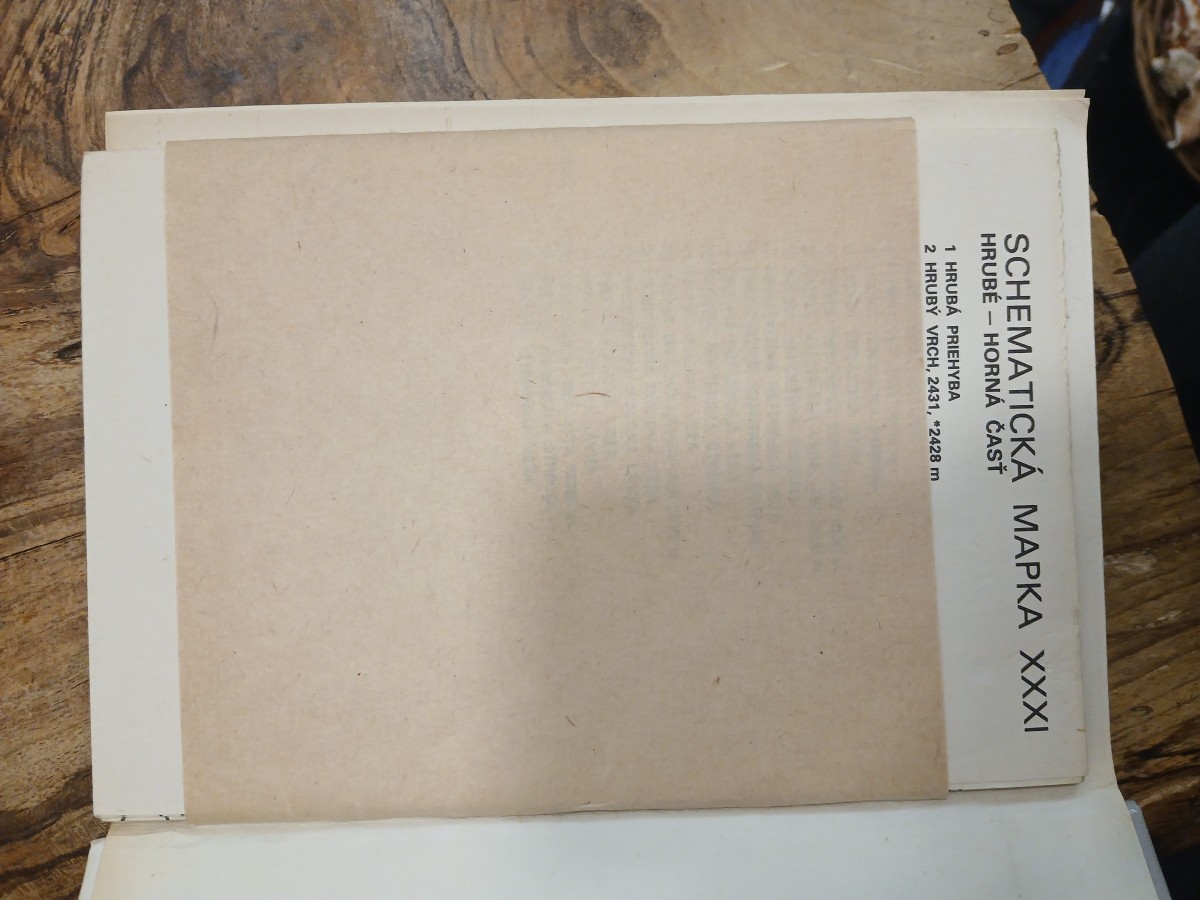 SCHEMATICKÁ MAPKA XXXI
HRUBÉ – HORNÁ ČASŤ
1 HRUBÁ PRIEHYBA
2 HRUBÝ VRCH, 2431, *2428 m